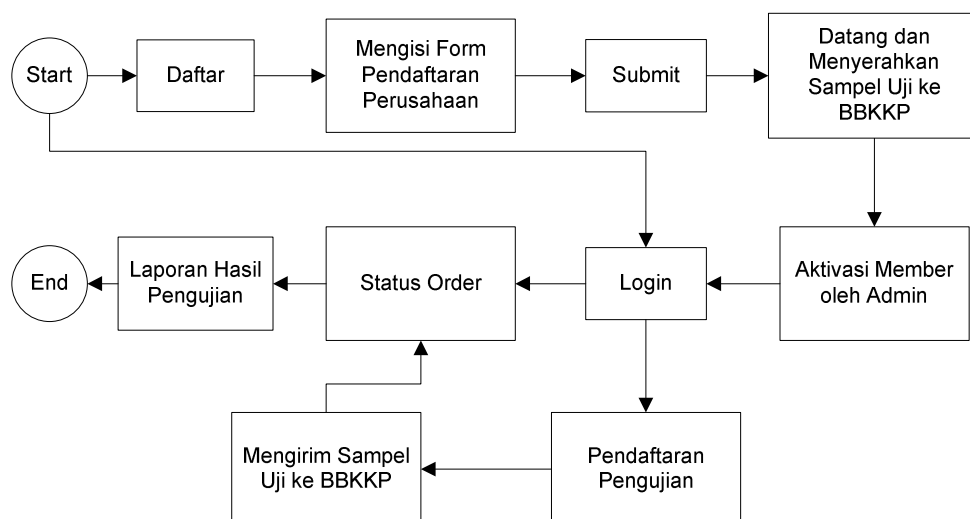 Start
Daftar
Mengisi Form
Pendaftaran
Perusahaan
Submit
Datang dan
Menyerahkan
Sampel Uji ke
BBKKP
End
Laporan Hasil
Pengujian
Status Order
Login
Aktivasi Member
oleh Admin
Mengirim Sampel
Uji ke BBKKP
Pendaftaran
Pengujian